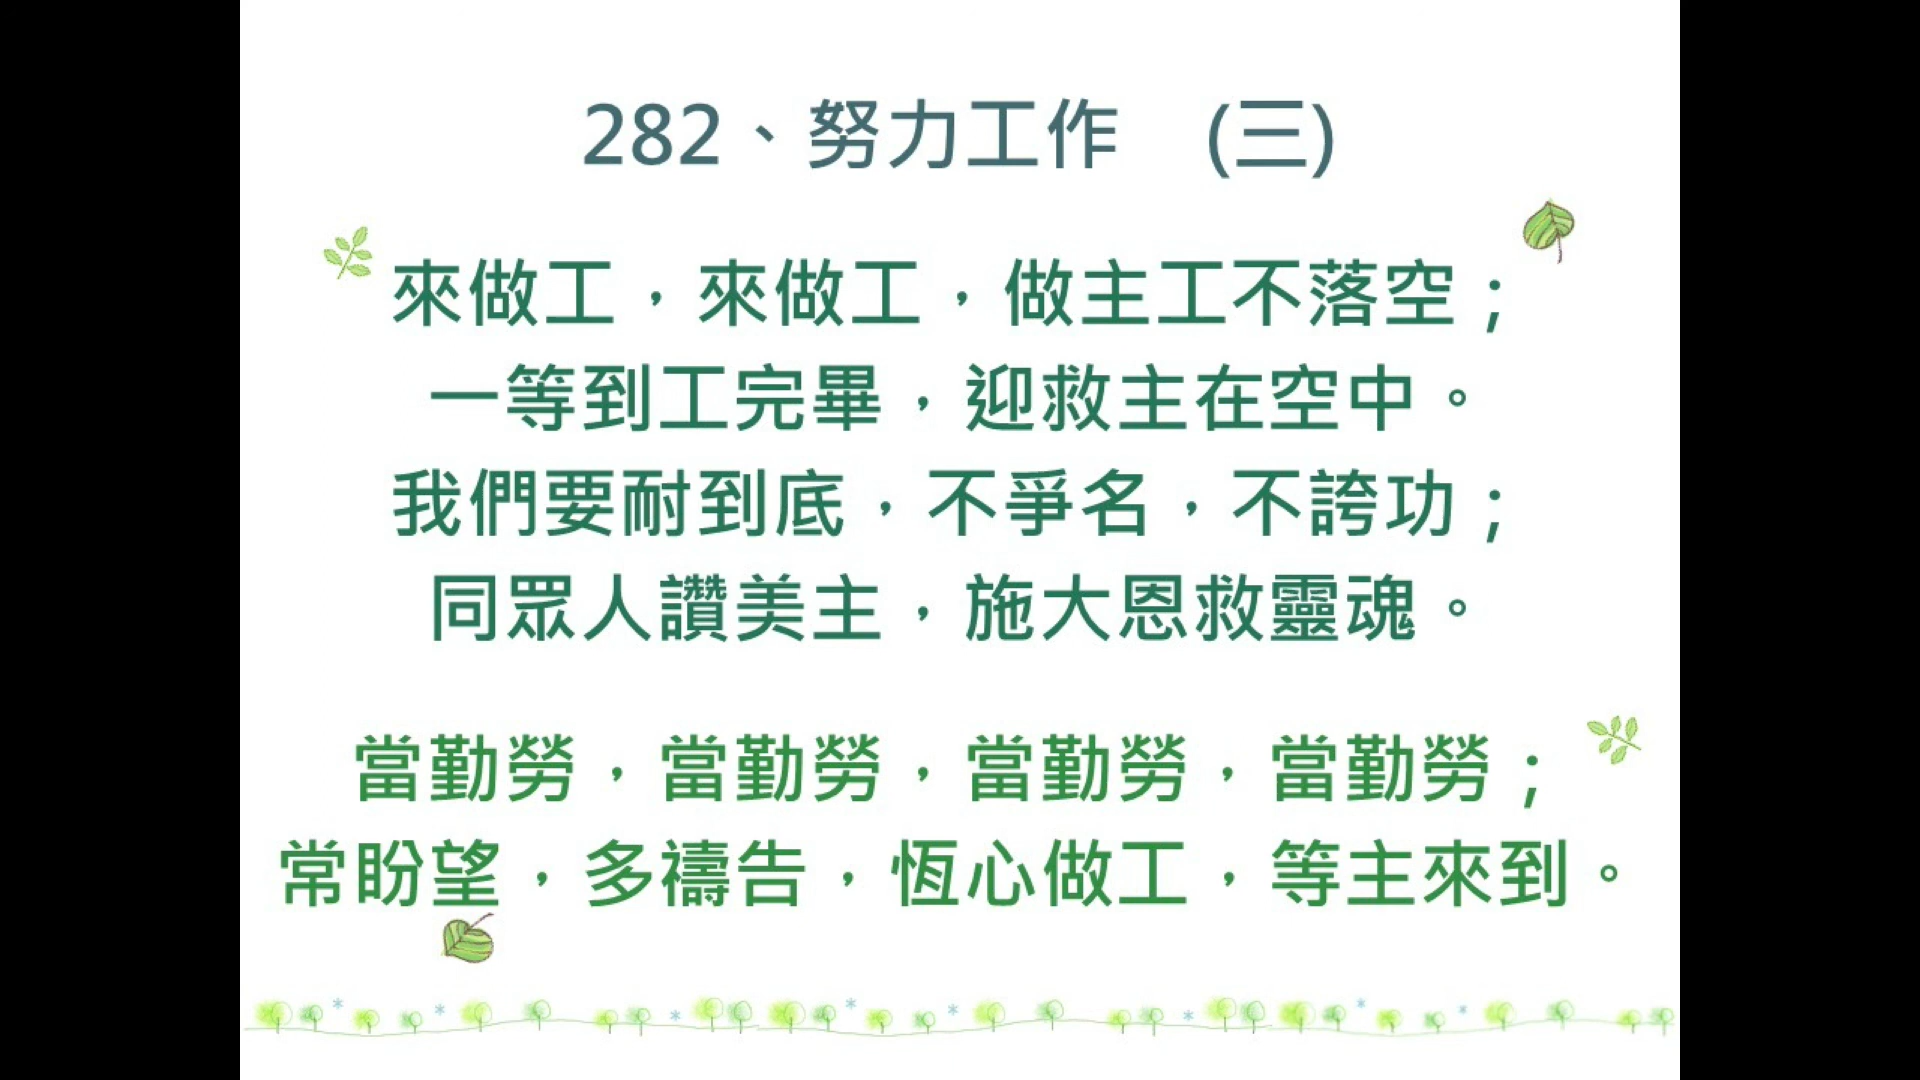 282、努力工作　(三)
來做工，來做工，做主工不落空；
一等到工完畢，迎救主在空中。
我們要耐到底，不爭名，不誇功；
同眾人讚美主，施大恩救靈魂。
當勤勞，當勤勞，當勤勞，當勤勞；
常盼望，多禱告，恆心做工，等主來到。